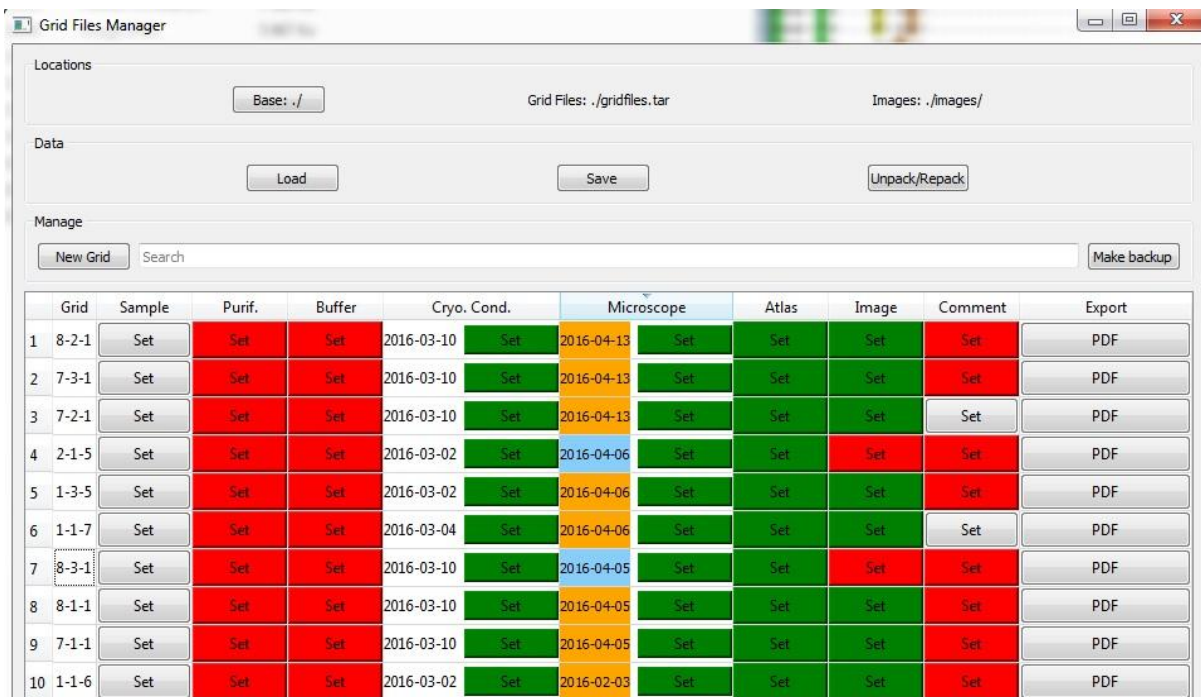 Grid Files Manager
Locations
Base: ./ Grid Files: ./gridfiles.tar Images: ./images/
Data
Load Save Unpack/Repack
Manage
New Grid Search Make backup
Grid Sample Purif. Buffer Cryo. Cond. Microscope Atlas Image Comment Export
1 8-2-1 Set Set Set 2016-03-10 Set 2016-04-13 Set Set Set Set PDF
2 7-3-1 Set Set Set 2016-03-10 Set 2016-04-13 Set Set Set Set PDF
3 7-2-1 Set Set Set 2016-03-10 Set 2016-04-13 Set Set Set Set PDF
4 2-1-5 Set Set Set 2016-03-02 Set 2016-04-06 Set Set Set Set PDF
5 1-3-5 Set Set Set 2016-03-02 Set 2016-04-06 Set Set Set Set PDF
6 1-1-7 Set Set Set 2016-03-04 Set 2016-04-06 Set Set Set Set PDF
7 8-3-1 Set Set Set 2016-03-10 Set 2016-04-05 Set Set Set Set PDF
8 8-1-1 Set Set Set 2016-03-10 Set 2016-04-05 Set Set Set Set PDF
9 7-1-1 Set Set Set 2016-03-10 Set 2016-04-05 Set Set Set Set PDF
10 1-1-6 Set Set Set 2016-03-02 Set 2016-02-03 Set Set Set Set PDF